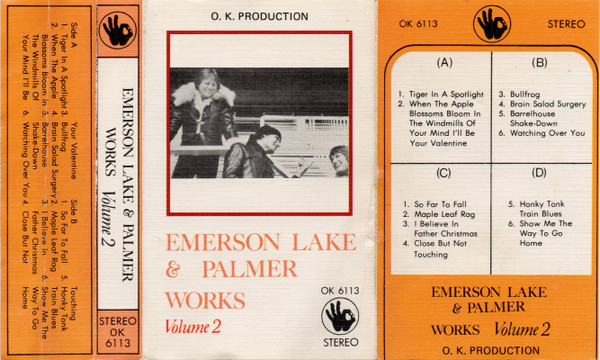 Side A
1. Tiger In A Spotlight
2. When The Apple
Blossoms Bloom in
The Windmills Of
Your Mind I'll Be
Your Valentine
3. Bullfrog
4. Brain Salad Surgery
5. Barrelhouse
Shake-Down
6. Watching Over You
Side B
1. So Far To Fall
2. Maple Leaf Rag
3. I Believe In
Father Christmas
4. Close But Not
Touching
5. Honky Tonk
Train Blues
6. Show Me The
Way To Go
Home
EMERSON LAKE & PALMER
WORKS Volume 2
STEREO
OK
6113
O. K. PRODUCTION
EMERSON LAKE
& PALMER
WORKS
Volume 2
OK 6113
STEREO
OK 6113
STEREO
(A)
1. Tiger In A Spotlight
2. When The Apple
Blossoms Bloom In
The Windmills Of
Your Mind I'll Be
Your Valentine
(B)
3. Bullfrog
4. Brain Salad Surgery
5. Barrelhouse
Shake-Down
6. Watching Over You
(C)
1. So Far To Fall
2. Maple Leaf Rag
3. I Believe In
Father Christmas
4. Close But Not
Touching
(D)
5. Honky Tonk
Train Blues
6. Show Me The
Way To Go
Home
EMERSON LAKE
& PALMER
WORKS Volume 2
O. K. PRODUCTION